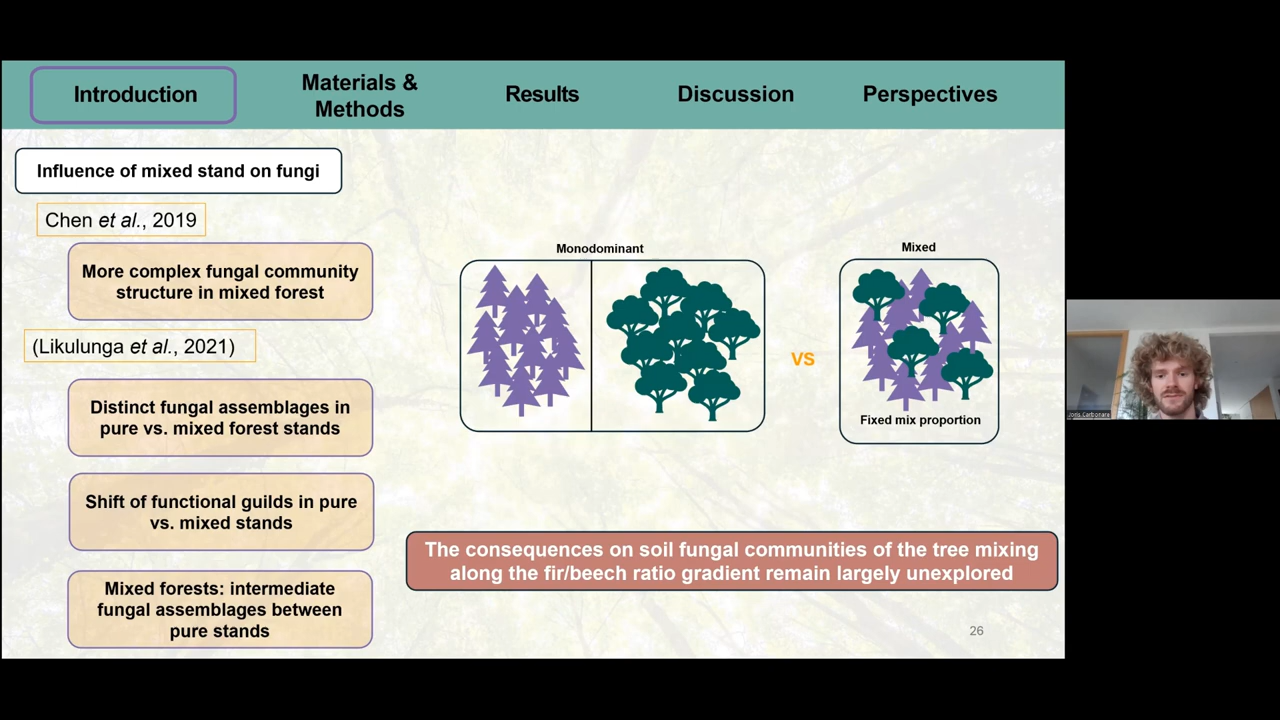 Introduction
Materials &
Methods
Results
Discussion
Perspectives
Influence of mixed stand on fungi
Chen et al., 2019
More complex fungal community
structure in mixed forest
(Likulunga et al., 2021)
Distinct fungal assemblages in
pure vs. mixed forest stands
Shift of functional guilds in pure
vs. mixed stands
Mixed forests: intermediate
fungal assemblages between
pure stands
Monodominant
VS
Mixed
Fixed mix proportion
The consequences on soil fungal communities of the tree mixing
along the fir/beech ratio gradient remain largely unexplored
26
Joris Carbonare